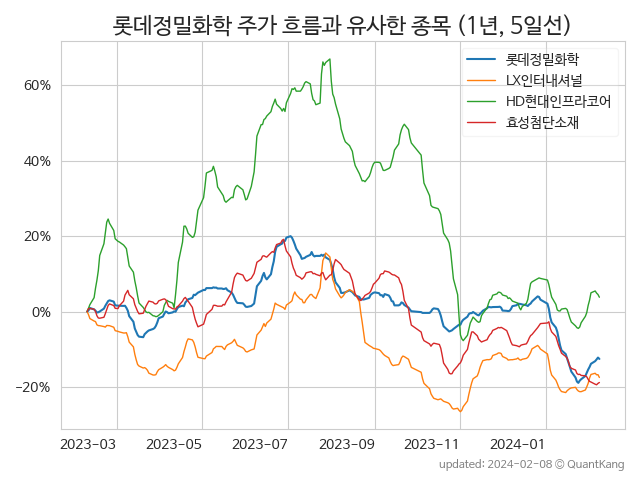 롯데정밀화학 주가 흐름과 유사한 종목 (1년, 5일선)
롯데정밀화학
LX인터내셔널
HD현대인프라코어
효성첨단소재
60%
40%
20%
0%
−20%
2023-03 2023-05 2023-07 2023-09 2023-11 2024-01
updated: 2024-02-08 © QuantKang